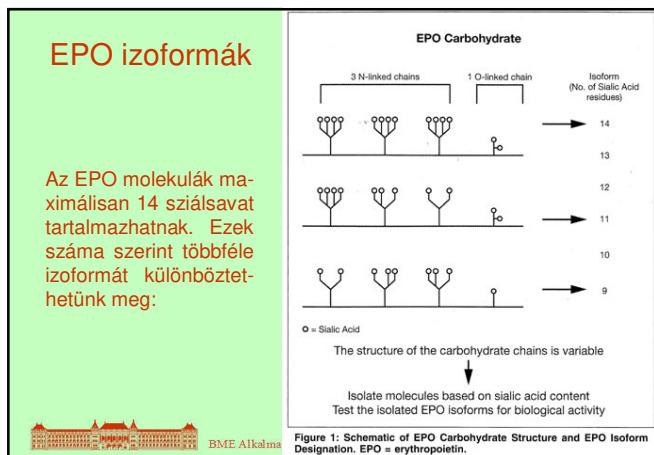 EPO izoformák
Az EPO molekulák ma-
ximálisan 14 sziálsavat
tartalmazhatnak. Ezek
száma szerint többféle
izoformát különböztet-
hetünk meg:
BME Alkalma
EPO Carbohydrate
3 N-linked chains
1 O-linked chain
Isoform
(No. of Sialic Acid
residues)
14
13
12
11
10
9
O = Sialic Acid
The structure of the carbohydrate chains is variable
Isolate molecules based on sialic acid content
Test the isolated EPO isoforms for biological activity
Figure 1: Schematic of EPO Carbohydrate Structure and EPO Isoform
Designation. EPO = erythropoietin.